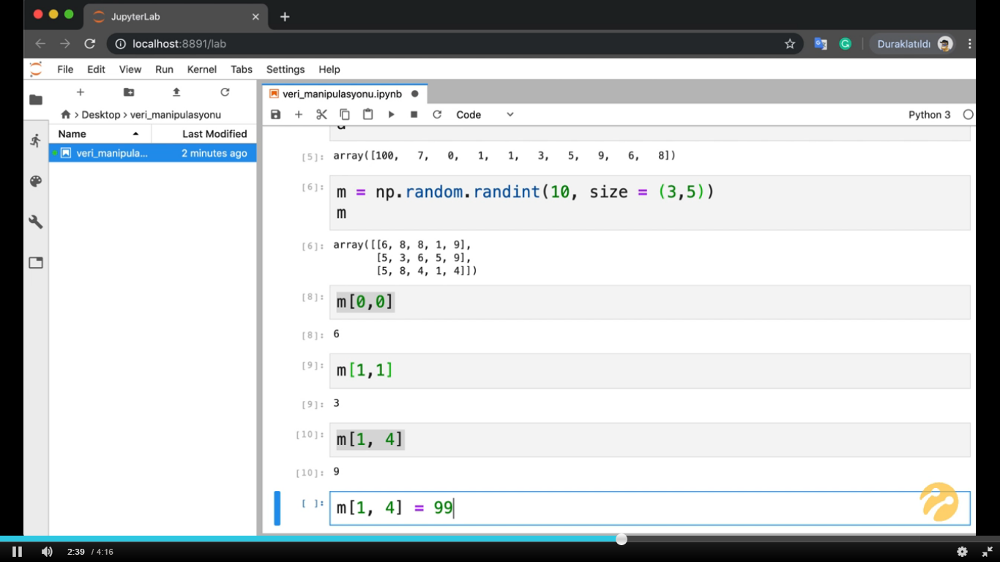 JupyterLab
localhost:8891/lab
Duraklatıldı
File Edit View Run Kernel Tabs Settings Help
veri_manipulasyonu.ipynb
Desktop > veri_manipulasyonu
Code
Python 3
Name Last Modified
veri_manipula... 2 minutes ago
[5]: array([100, 7, 0, 1, 1, 3, 5, 9, 6, 8])
[6]: m = np.random.randint(10, size = (3,5))
m
[6]: array([[6, 8, 8, 1, 9],
[5, 3, 6, 5, 9],
[5, 8, 4, 1, 4]])
[8]: m[0,0]
[8]: 6
[9]: m[1,1]
[9]: 3
[10]: m[1, 4]
[10]: 9
[ ]: m[1, 4] = 99
2:39 / 4:16